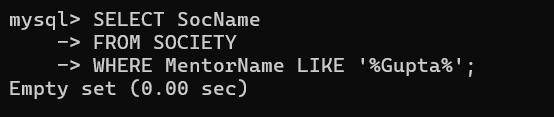 mysql> SELECT SocName
    -> FROM SOCIETY
    -> WHERE MentorName LIKE '%Gupta%';
Empty set (0.00 sec)